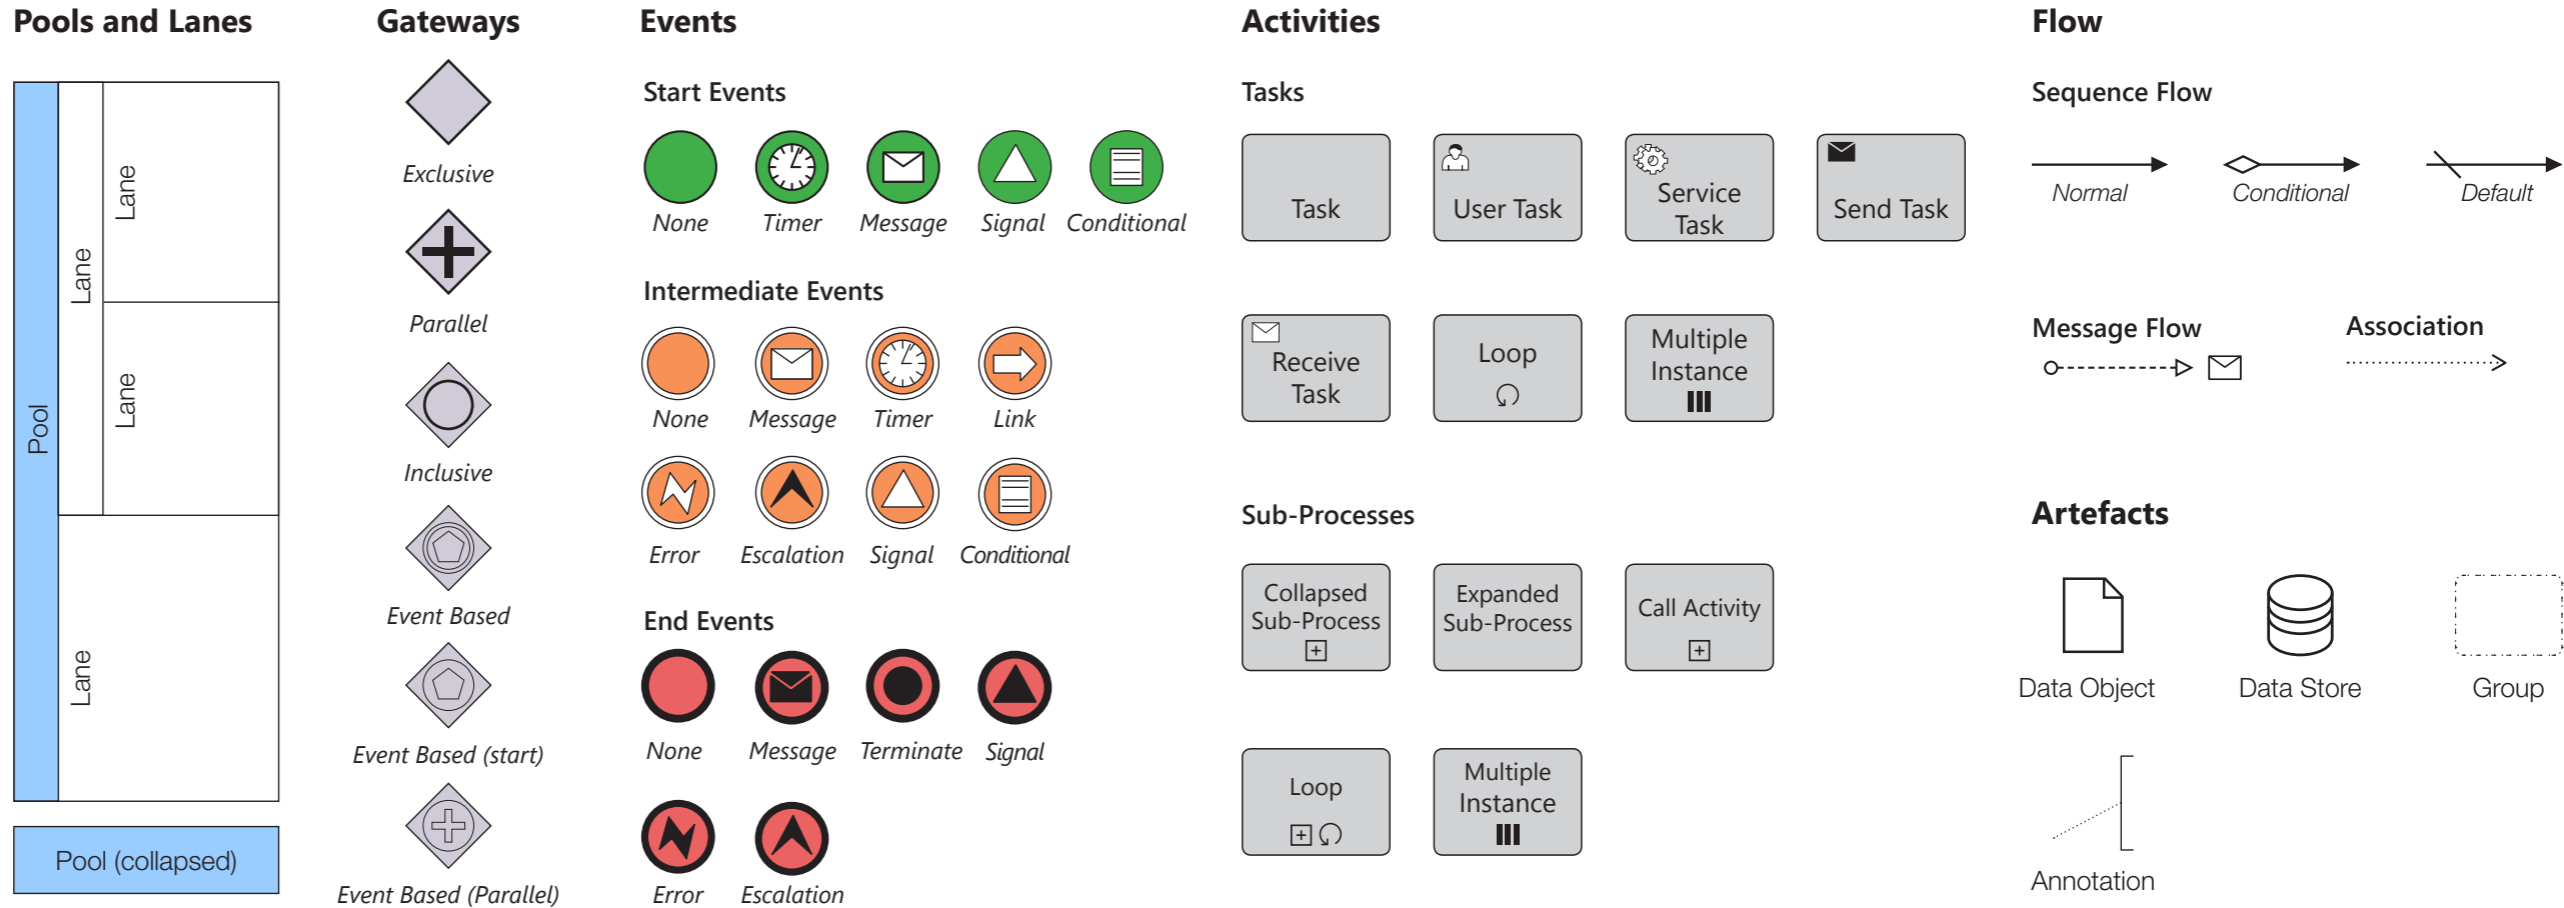 Pools and Lanes
Pool
Lane
Lane
Lane
Lane
Pool (collapsed)
Gateways
Exclusive
Parallel
Inclusive
Event Based
Event Based (start)
Event Based (Parallel)
Events
Start Events
None
Timer
Message
Signal
Conditional
Intermediate Events
None
Message
Timer
Link
Error
Escalation
Signal
Conditional
End Events
None
Message
Terminate
Signal
Error
Escalation
Activities
Tasks
Task
User Task
Service
Task
Send Task
Receive
Task
Loop
Multiple
Instance
Sub-Processes
Collapsed
Sub-Process
Expanded
Sub-Process
Call Activity
Loop
Multiple
Instance
Flow
Sequence Flow
Normal
Conditional
Default
Message Flow
Association
Artefacts
Data Object
Data Store
Group
Annotation